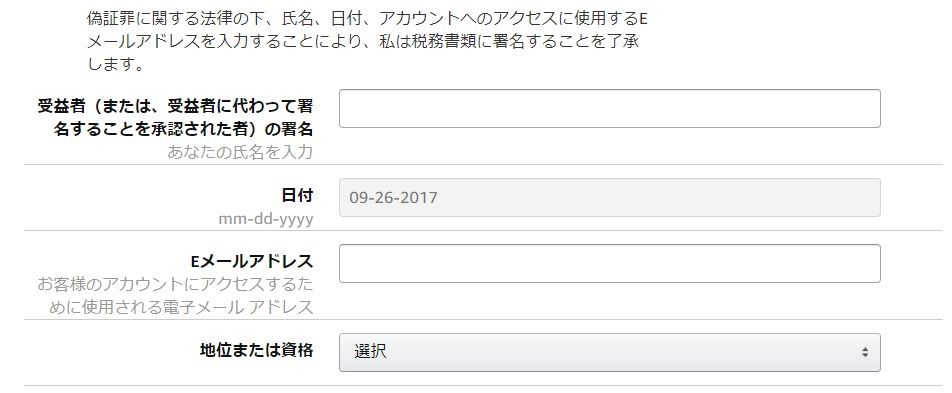 偽証罪に関する法律の下、氏名、日付、アカウントへのアクセスに使用するE
メールアドレスを入力することにより、私は税務書類に署名することを了承
します。
受益者（または、受益者に代わって署
名することを承認された者）の署名
あなたの氏名を入力
日付
mm-dd-yyyy
09-26-2017
Eメールアドレス
お客様のアカウントにアクセスするた
めに使用される電子メール アドレス
地位または資格
選択